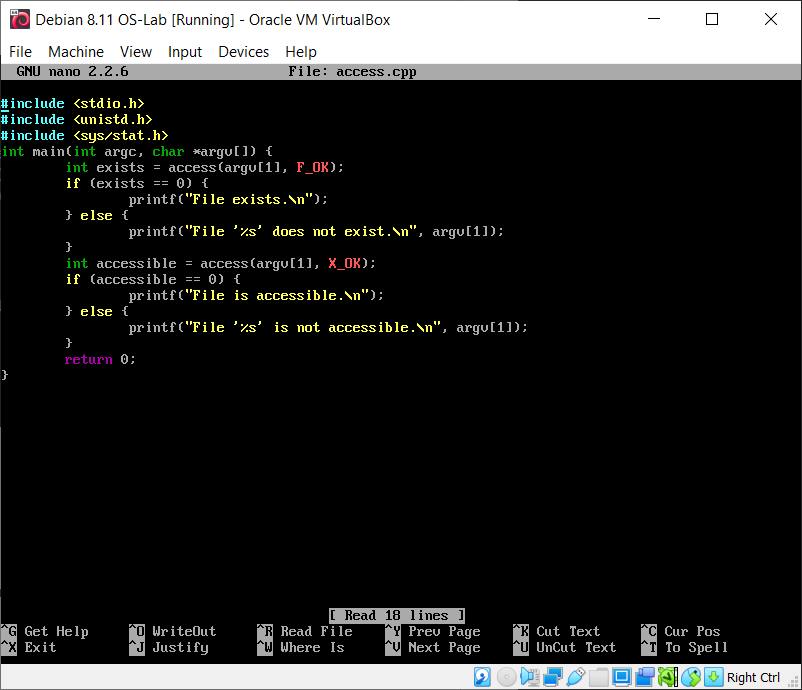 Debian 8.11 OS-Lab [Running] - Oracle VM VirtualBox
File Machine View Input Devices Help
GNU nano 2.2.6 File: access.cpp
#include <stdio.h>
#include <unistd.h>
#include <sys/stat.h>
int main(int argc, char *argv[]) {
        int exists = access(argv[1], F_OK);
        if (exists == 0) {
                printf("File exists.\n");
        } else {
                printf("File '%s' does not exist.\n", argv[1]);
        }
        int accessible = access(argv[1], X_OK);
        if (accessible == 0) {
                printf("File is accessible.\n");
        } else {
                printf("File '%s' is not accessible.\n", argv[1]);
        }
        return 0;
}
[ Read 18 lines ]
^G Get Help ^O WriteOut ^R Read File ^Y Prev Page ^K Cut Text ^C Cur Pos
^X Exit ^J Justify ^W Where Is ^V Next Page ^U UnCut Text ^T To Spell
Right Ctrl